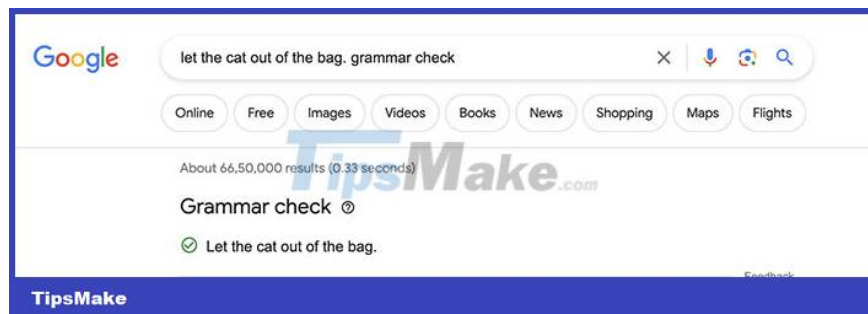 Google
let the cat out of the bag. grammar check
Online Free Images Videos Books News Shopping Maps Flights
About 66,50,000 results (0.33 seconds)
TipsMake.com
Grammar check
Let the cat out of the bag.
Feedback
TipsMake